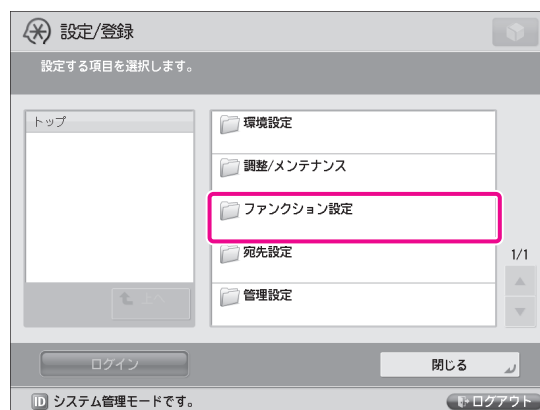 設定/登録
設定する項目を選択します。
トップ
環境設定
調整/メンテナンス
ファンクション設定
宛先設定
1/1
上へ
管理設定
ログイン
閉じる
ID システム管理モードです。
ログアウト